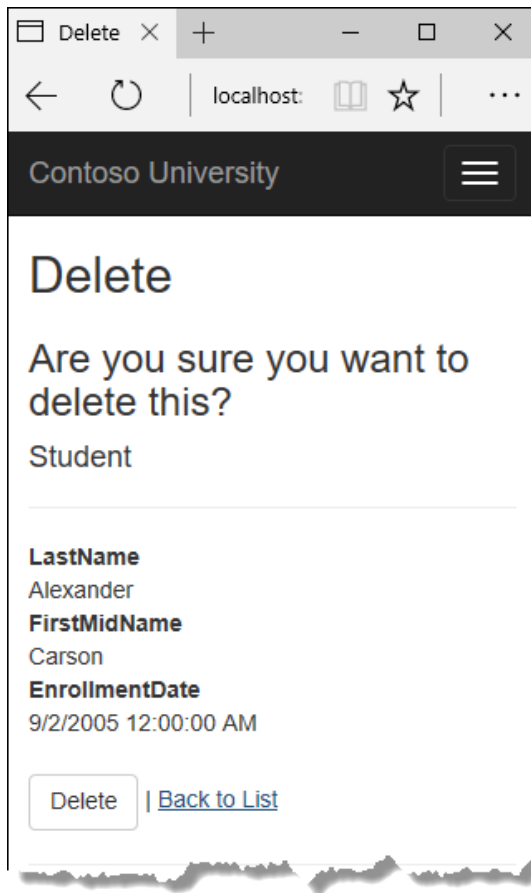 Delete
localhost:
Contoso University
Delete
Are you sure you want to
delete this?
Student
LastName
Alexander
FirstMidName
Carson
EnrollmentDate
9/2/2005 12:00:00 AM
Delete | Back to List